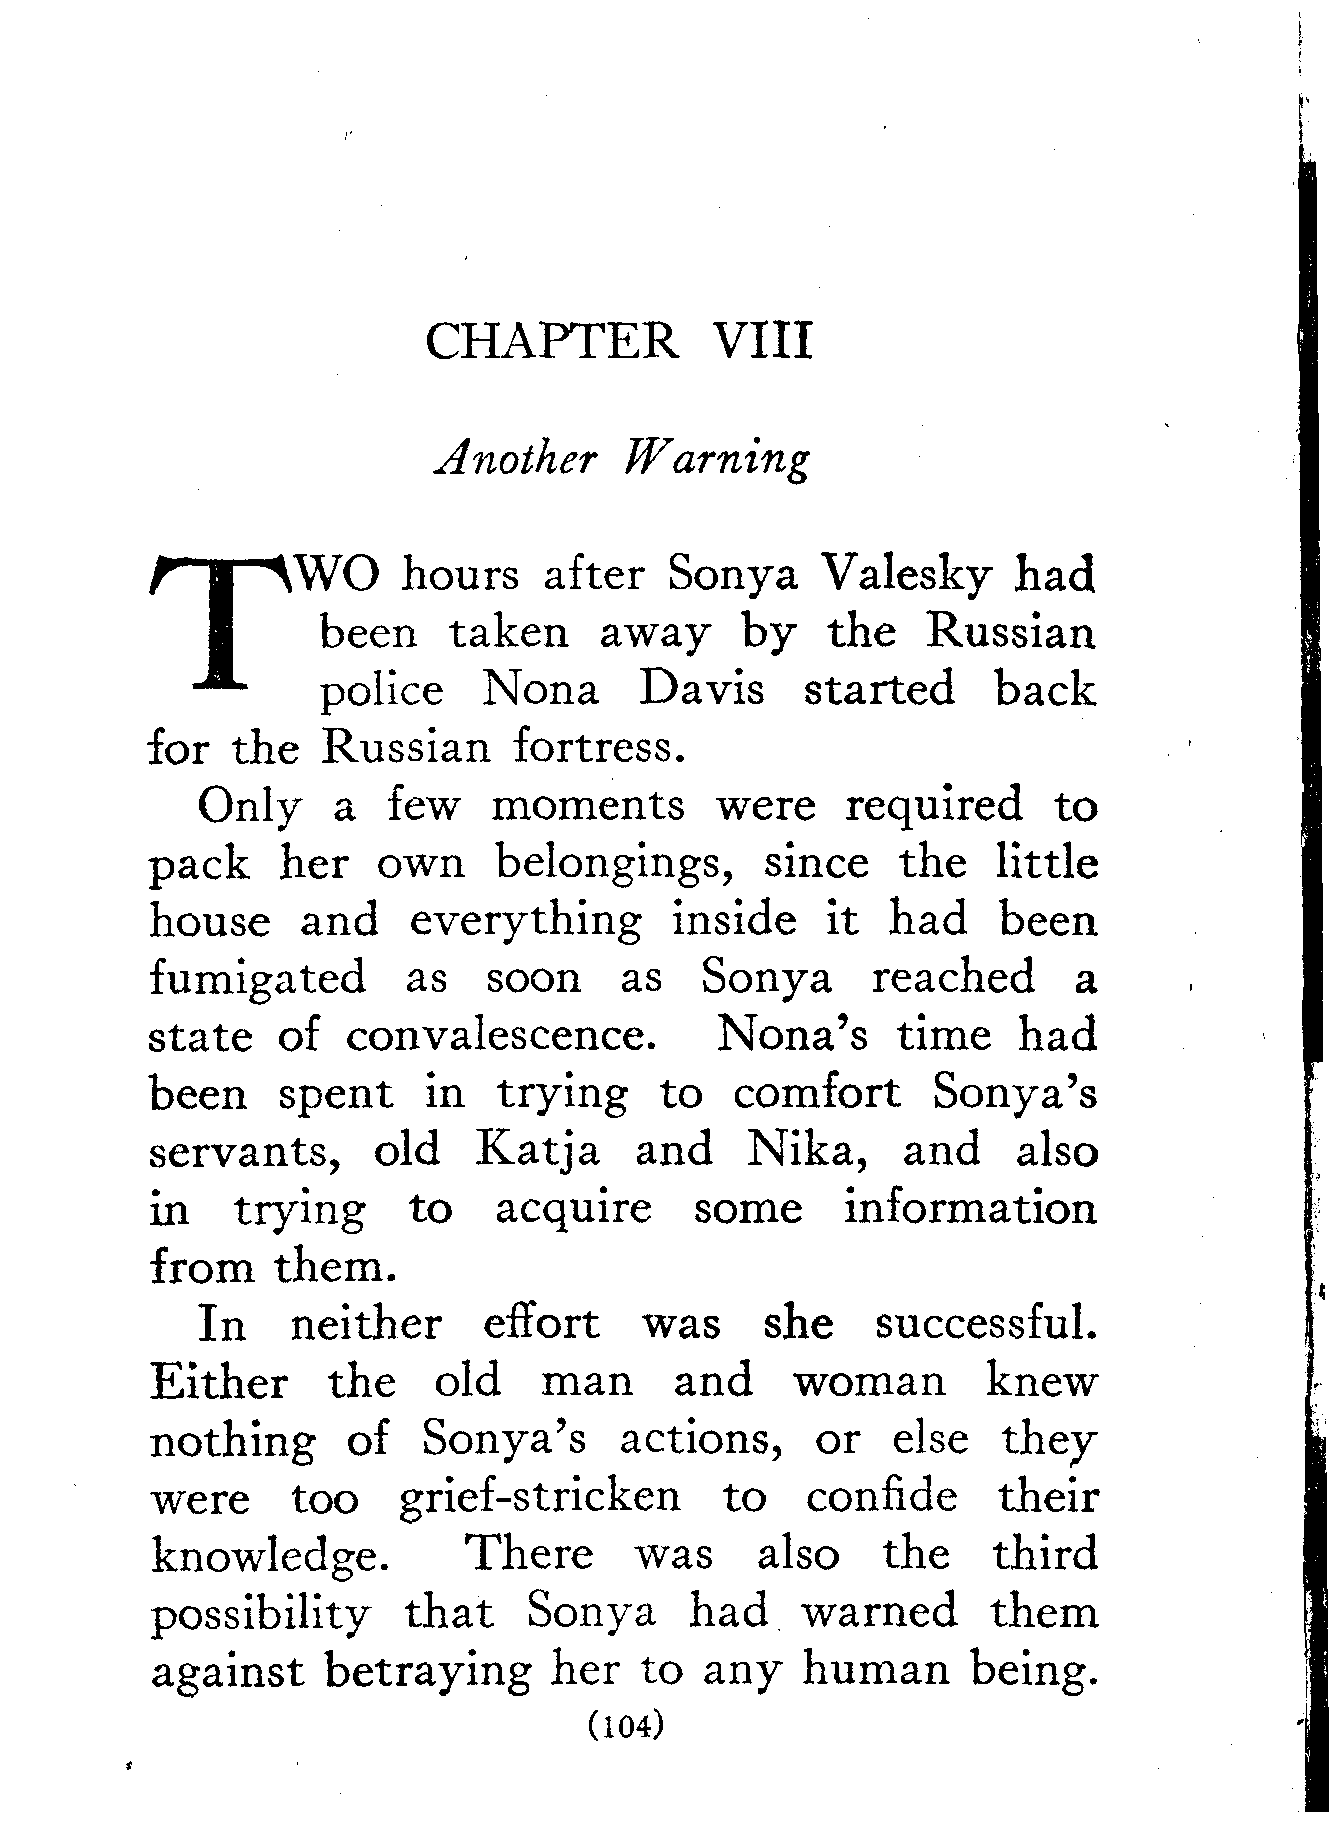 CHAPTER VIII
Another Warning
TWO hours after Sonya Valesky had
been taken away by the Russian
police Nona Davis started back
for the Russian fortress.
Only a few moments were required to
pack her own belongings, since the little
house and everything inside it had been
fumigated as soon as Sonya reached a
state of convalescence. Nona's time had
been spent in trying to comfort Sonya's
servants, old Katja and Nika, and also
in trying to acquire some information
from them.
In neither effort was she successful.
Either the old man and woman knew
nothing of Sonya's actions, or else they
were too grief-stricken to confide their
knowledge. There was also the third
possibility that Sonya had warned them
against betraying her to any human being.
(104)